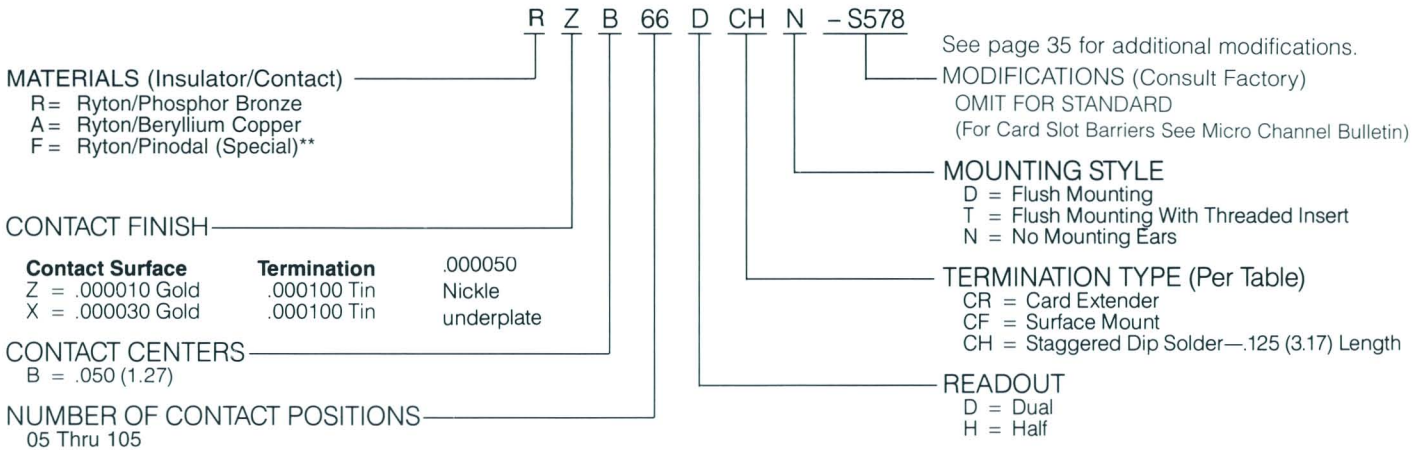 R Z B 66 D CH N – S578
MATERIALS (Insulator/Contact)
R = Ryton/Phosphor Bronze
A = Ryton/Beryllium Copper
F = Ryton/Pinodal (Special)**
CONTACT FINISH
Contact Surface Termination .000050
Z = .000010 Gold .000100 Tin Nickle
X = .000030 Gold .000100 Tin underplate
CONTACT CENTERS
B = .050 (1.27)
NUMBER OF CONTACT POSITIONS
05 Thru 105
See page 35 for additional modifications.
MODIFICATIONS (Consult Factory)
OMIT FOR STANDARD
(For Card Slot Barriers See Micro Channel Bulletin)
MOUNTING STYLE
D = Flush Mounting
T = Flush Mounting With Threaded Insert
N = No Mounting Ears
TERMINATION TYPE (Per Table)
CR = Card Extender
CF = Surface Mount
CH = Staggered Dip Solder—.125 (3.17) Length
READOUT
D = Dual
H = Half